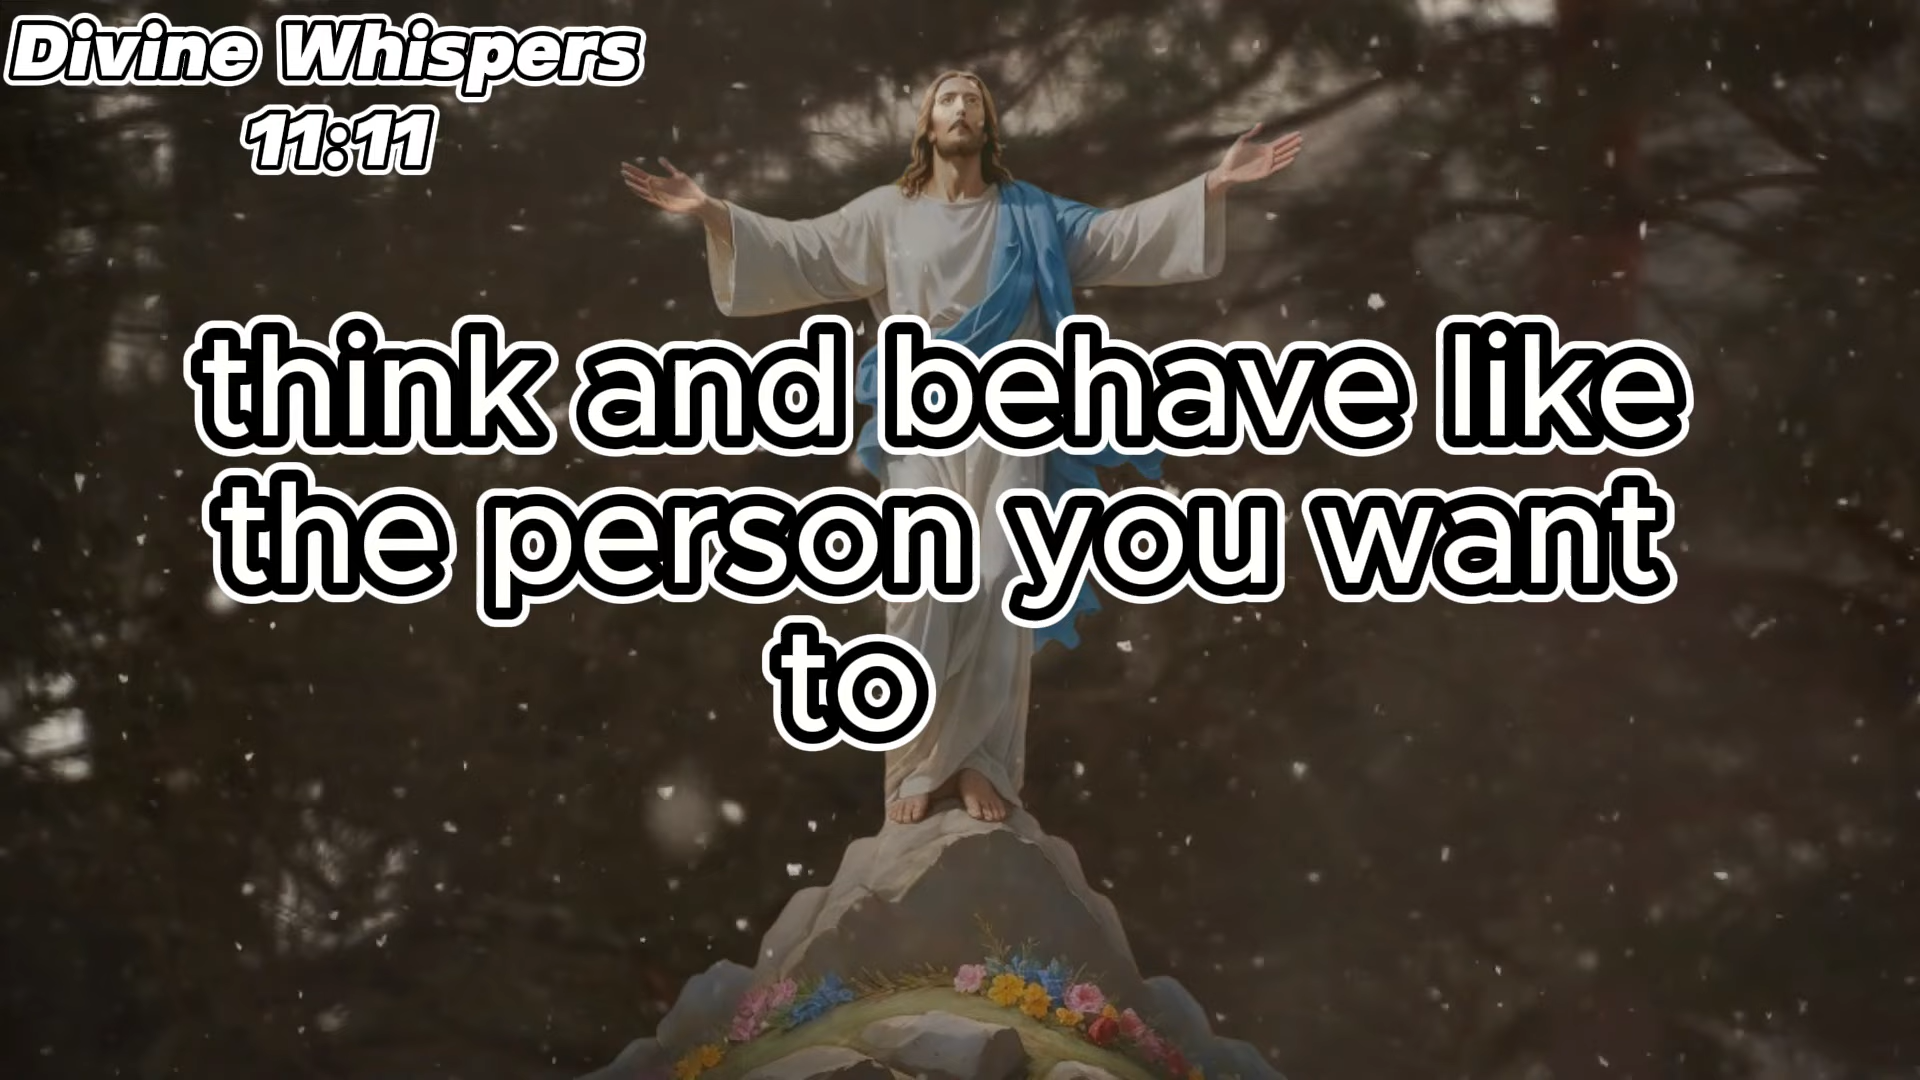 Divine Whispers
11:11
think and behave like
the person you want
to